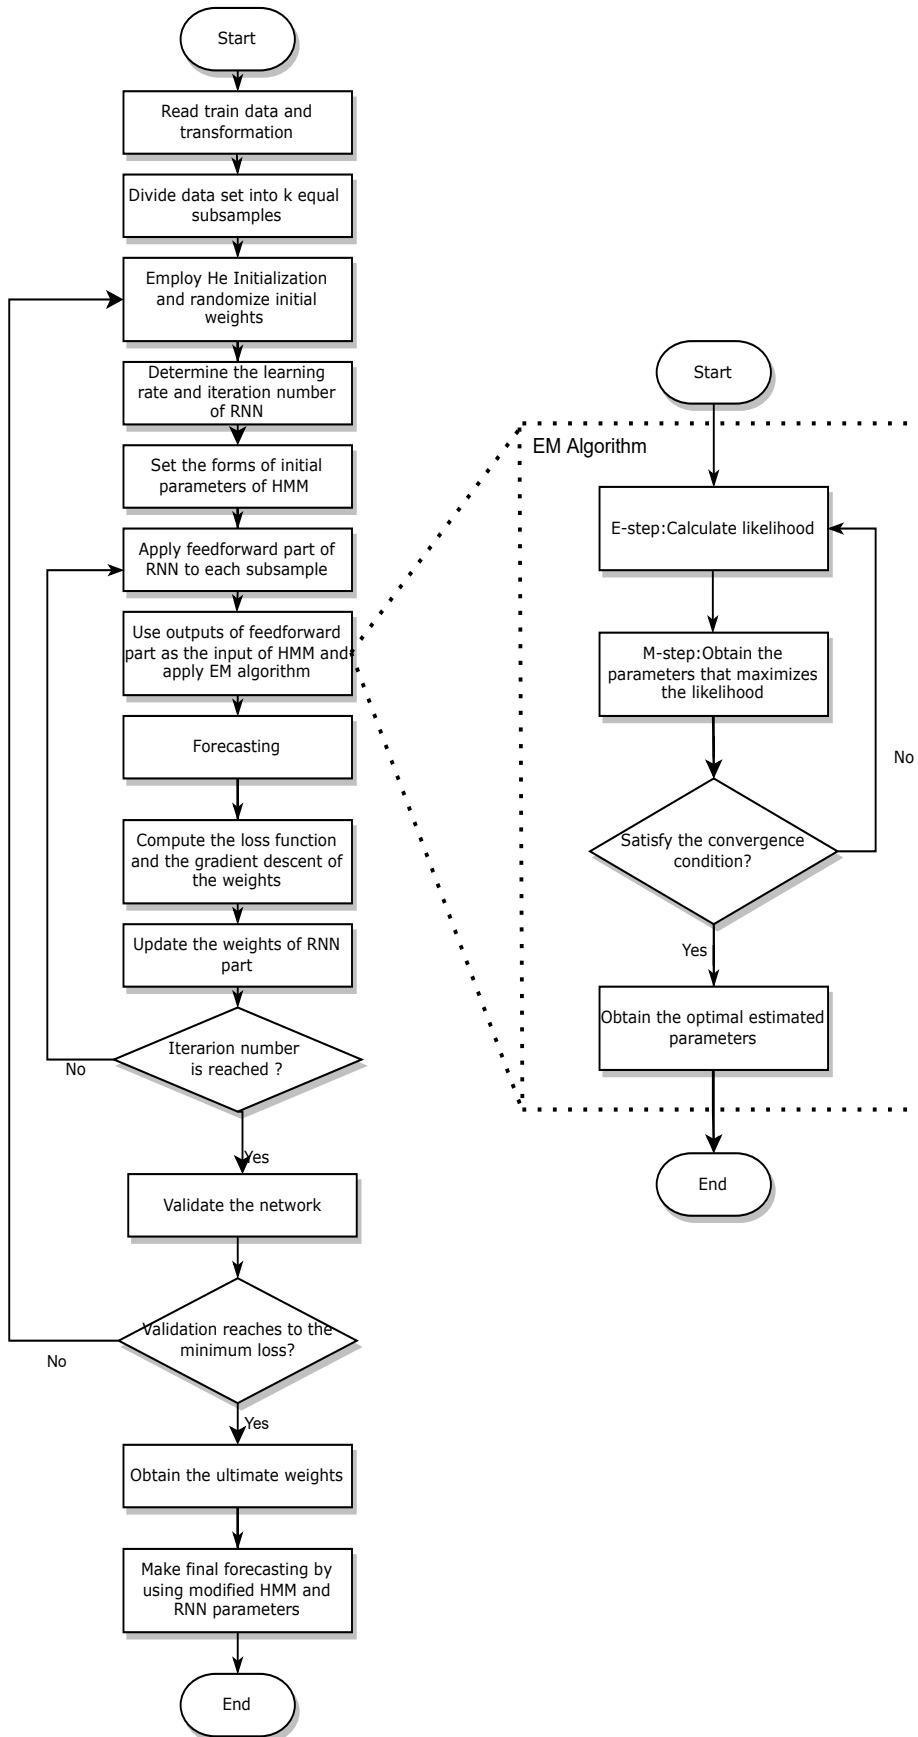 Start
Read train data and
transformation
Divide data set into k equal
subsamples
Employ He Initialization
and randomize initial
weights
Determine the learning
rate and iteration number
of RNN
Set the forms of initial
parameters of HMM
Apply feedforward part of
RNN to each subsample
Use outputs of feedforward
part as the input of HMM and
apply EM algorithm
Forecasting
Compute the loss function
and the gradient descent of
the weights
Update the weights of RNN
part
Iterarion number
is reached ?
No
Yes
Validate the network
Validation reaches to the
minimum loss?
No
Yes
Obtain the ultimate weights
Make final forecasting by
using modified HMM and
RNN parameters
End
Start
EM Algorithm
E-step:Calculate likelihood
M-step:Obtain the
parameters that maximizes
the likelihood
No
Satisfy the convergence
condition?
Yes
Obtain the optimal estimated
parameters
End